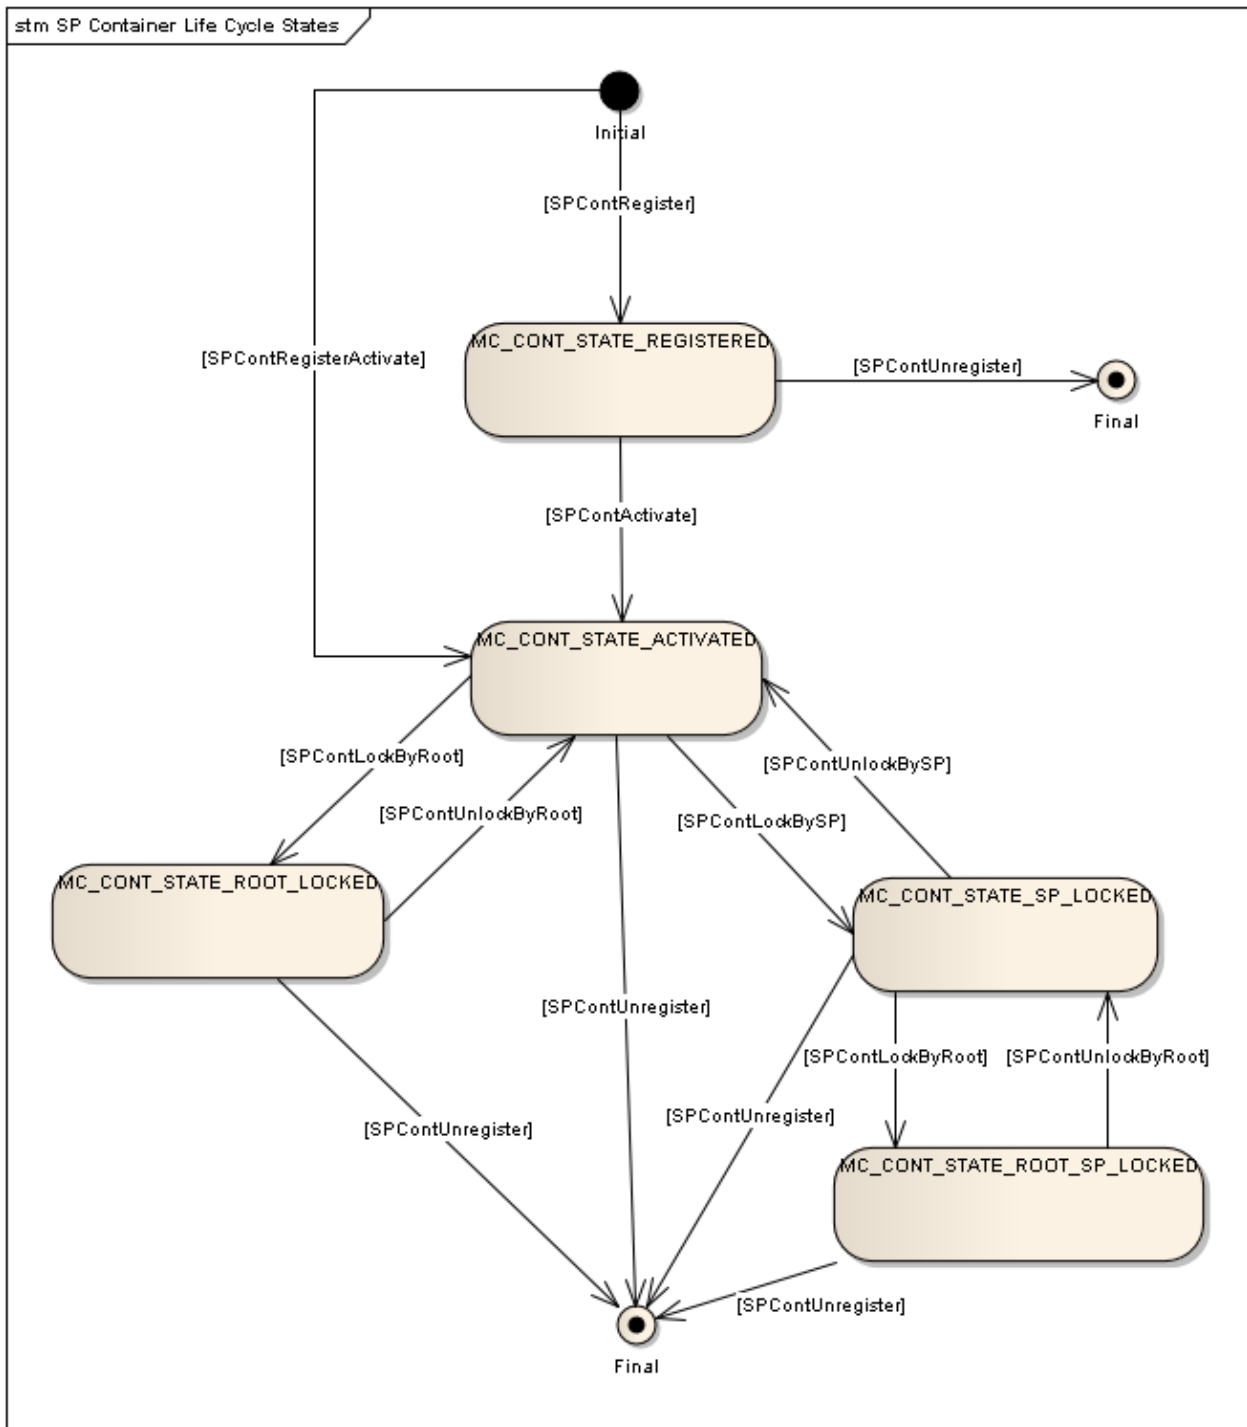 stm SP Container Life Cycle States
Initial
[SPContRegister]
MC_CONT_STATE_REGISTERED
[SPContRegisterActivate]
[SPContUnregister]
Final
[SPContActivate]
MC_CONT_STATE_ACTIVATED
[SPContLockByRoot]
[SPContUnlockBySP]
[SPContUnlockByRoot]
[SPContLockBySP]
MC_CONT_STATE_ROOT_LOCKED
MC_CONT_STATE_SP_LOCKED
[SPContUnregister]
[SPContLockByRoot]
[SPContUnlockByRoot]
[SPContUnregister]
[SPContUnregister]
MC_CONT_STATE_ROOT_SP_LOCKED
[SPContUnregister]
Final